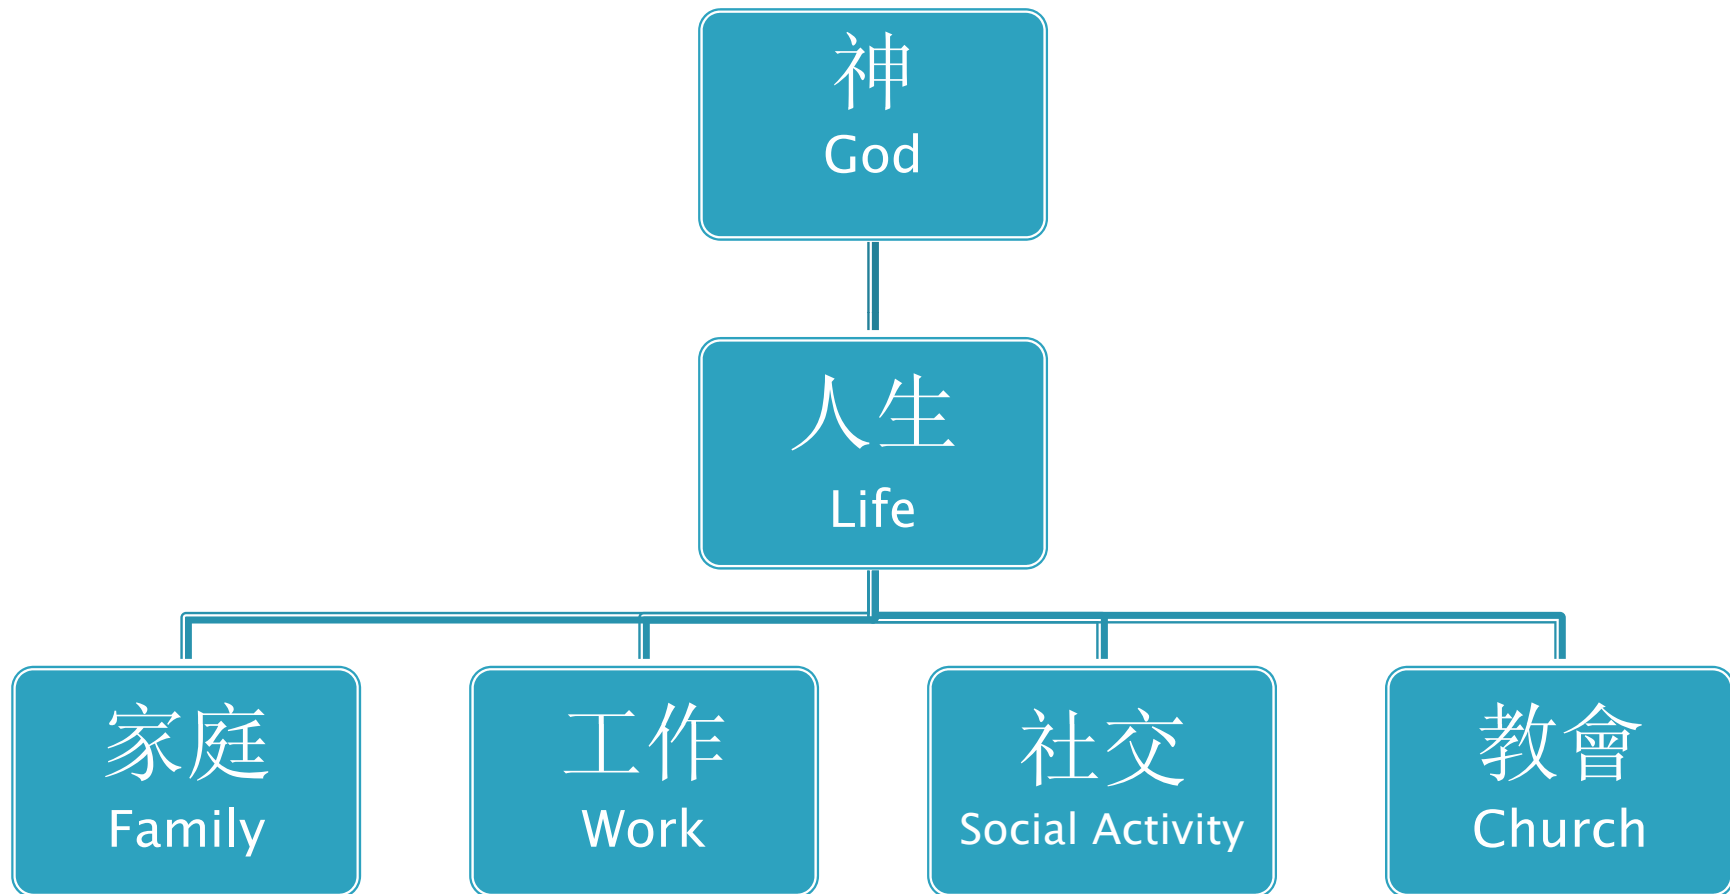 神
God
人生
Life
家庭
Family
工作
Work
社交
Social Activity
教會
Church